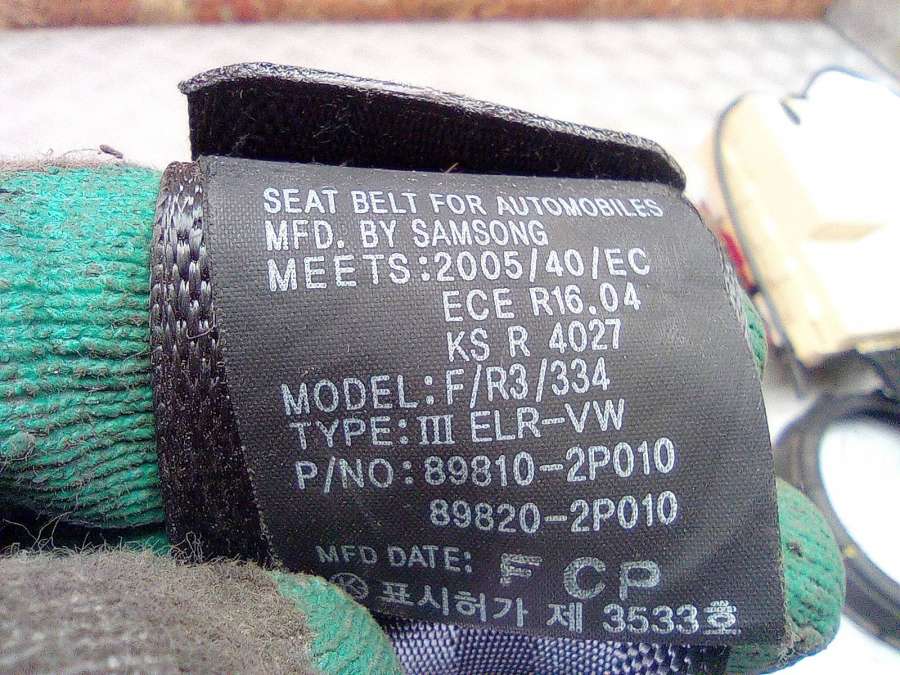 SEAT BELT FOR AUTOMOBILES
MFD. BY SAMSONG
MEETS:2005/40/EC
ECE R16.04
KS R 4027
MODEL:F/R3/334
TYPE:Ⅲ ELR-VW
P/NO:89810-2P010
89820-2P010
MFD DATE: F C P
표시허가 제 3533호